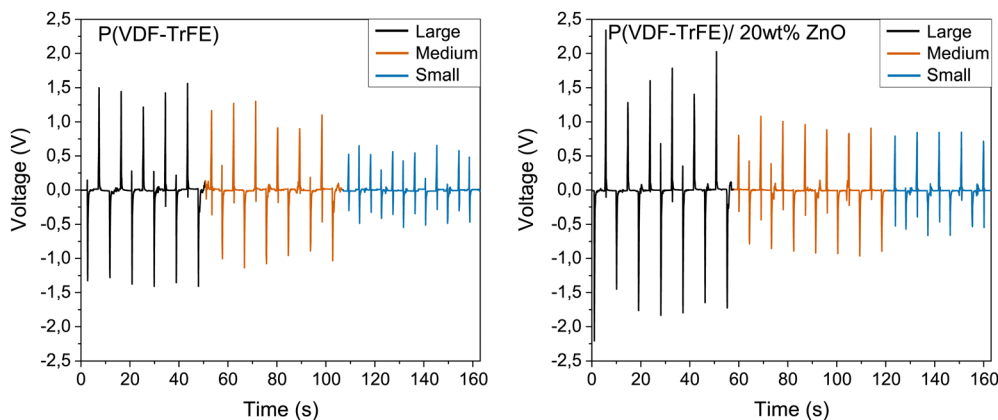 P(VDF-TrFE)
Large
Medium
Small
2,5
2,0
1,5
1,0
0,5
0,0
-0,5
-1,0
-1,5
-2,0
-2,5
Voltage (V)
0 20 40 60 80 100 120 140 160
Time (s)
P(VDF-TrFE)/ 20wt% ZnO
Large
Medium
Small
2,5
2,0
1,5
1,0
0,5
0,0
-0,5
-1,0
-1,5
-2,0
-2,5
Voltage (V)
0 20 40 60 80 100 120 140 160
Time (s)